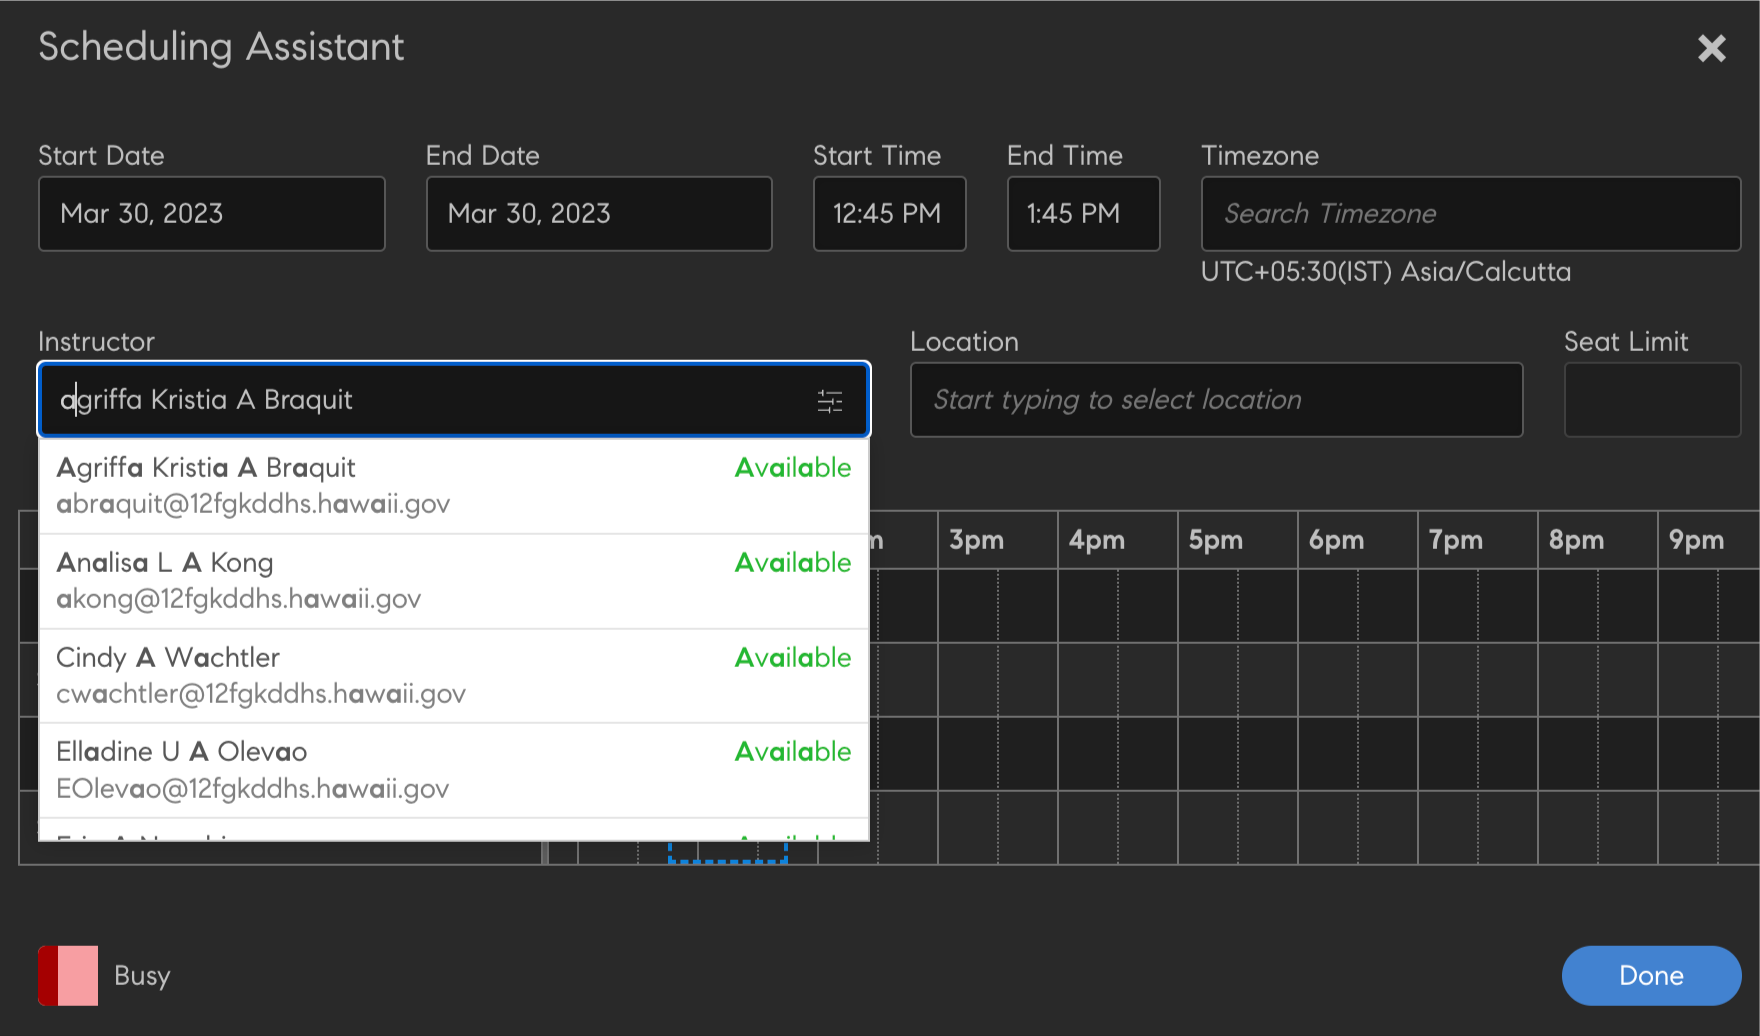 Scheduling Assistant
Start Date
End Date
Start Time
End Time
Timezone
Mar 30, 2023
Mar 30, 2023
12:45 PM
1:45 PM
Search Timezone
UTC+05:30(IST) Asia/Calcutta
Instructor
Location
Seat Limit
agriffa Kristia A Braquit
Start typing to select location
Agriffa Kristia A Braquit
Available
abraquit@12fgkddhs.hawaii.gov
Analisa L A Kong
Available
akong@12fgkddhs.hawaii.gov
Cindy A Wachtler
Available
cwachtler@12fgkddhs.hawaii.gov
Elladine U A Olevao
Available
EOlevao@12fgkddhs.hawaii.gov
3pm
4pm
5pm
6pm
7pm
8pm
9pm
Busy
Done